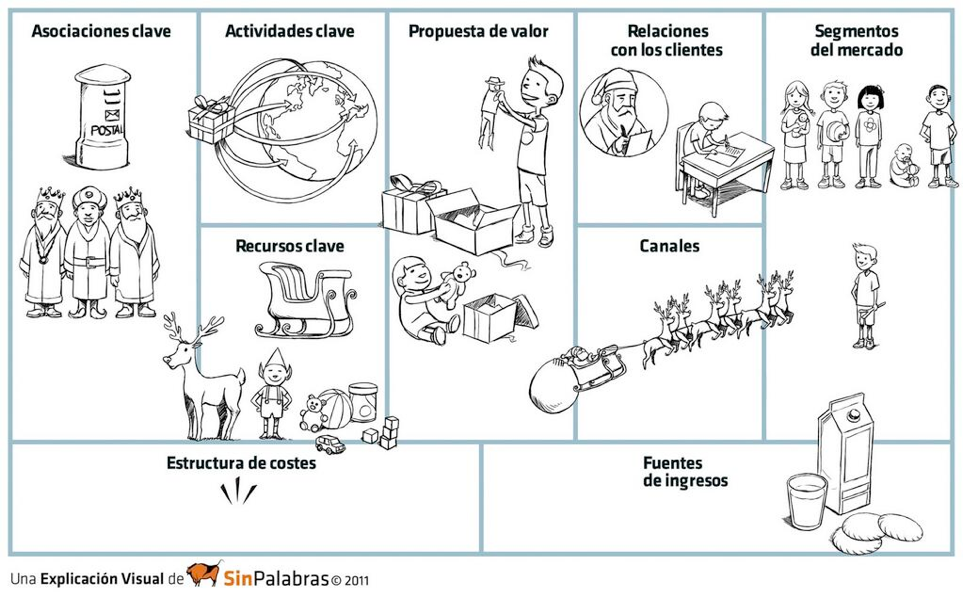 Asociaciones clave
POSTAL
Actividades clave
Recursos clave
Propuesta de valor
Relaciones
con los clientes
Canales
Segmentos
del mercado
Estructura de costes
Fuentes
de ingresos
Una Explicación Visual de SinPalabras © 2011